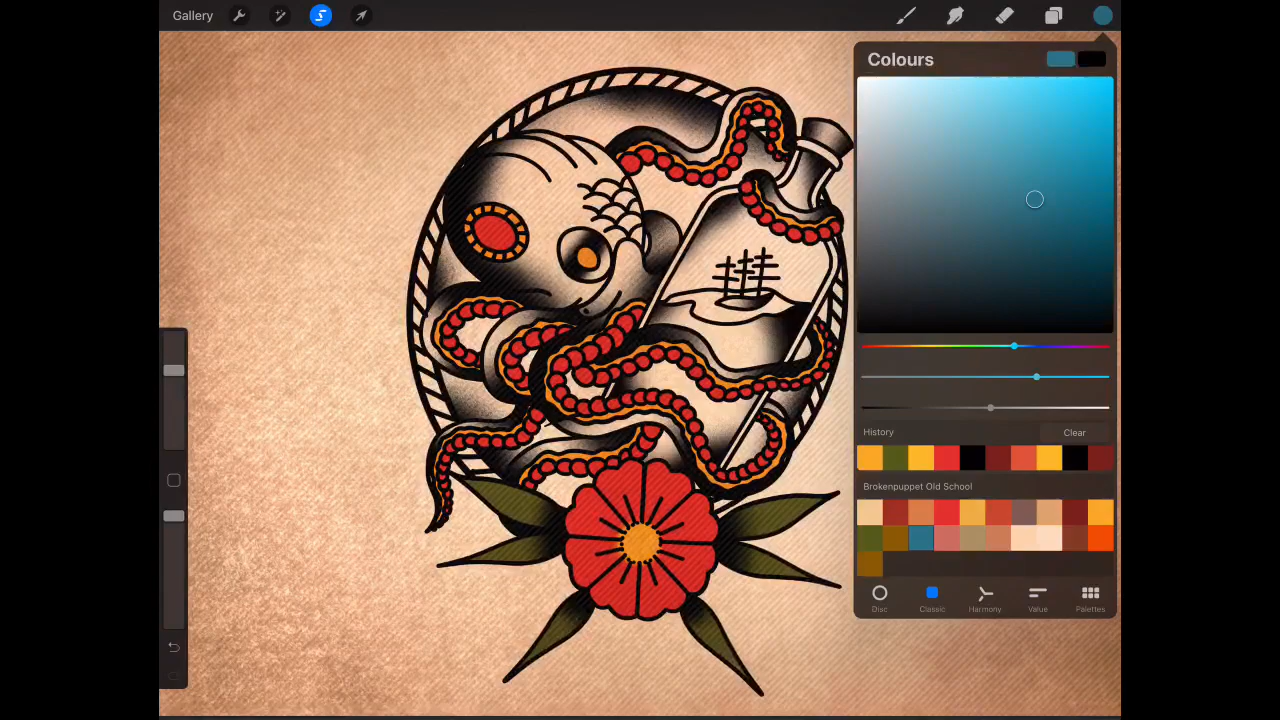 Gallery
Colours
History Clear
Brokenpuppet Old School
Disc Classic Harmony Value Palettes